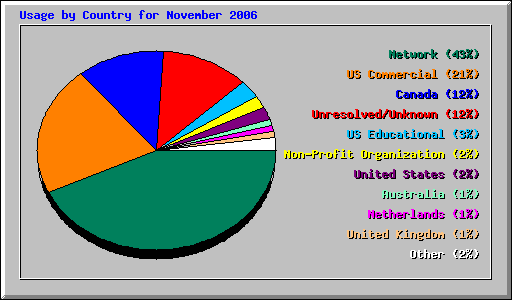 Usage by Country for November 2006
Network (43%)
US Commercial (21%)
Canada (12%)
Unresolved/Unknown (12%)
US Educational (3%)
Non-Profit Organization (2%)
United States (2%)
Australia (1%)
Netherlands (1%)
United Kingdom (1%)
Other (2%)